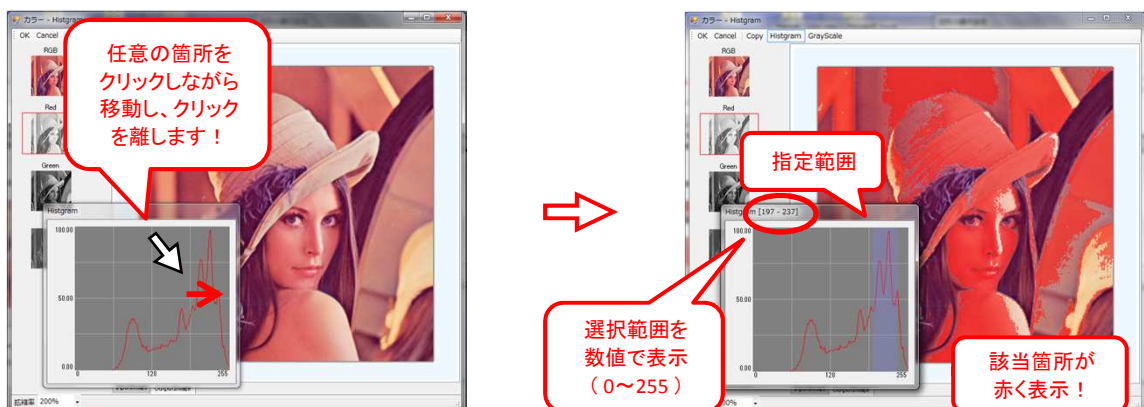 カラー - Histgram
OK Cancel
RGB
Red
Green
任意の箇所を
クリックしながら
移動し、クリック
を離します！
Histgram
100.00
50.00
0.00
0 128 255
拡縮率 200%
カラー - Histgram
OK Cancel Copy Histgram GrayScale
RGB
Red
Green
指定範囲
Histgram [197 - 237]
100.00
50.00
0.00
0 128 255
選択範囲を
数値で表示
（0～255）
該当箇所が
赤く表示！
00%